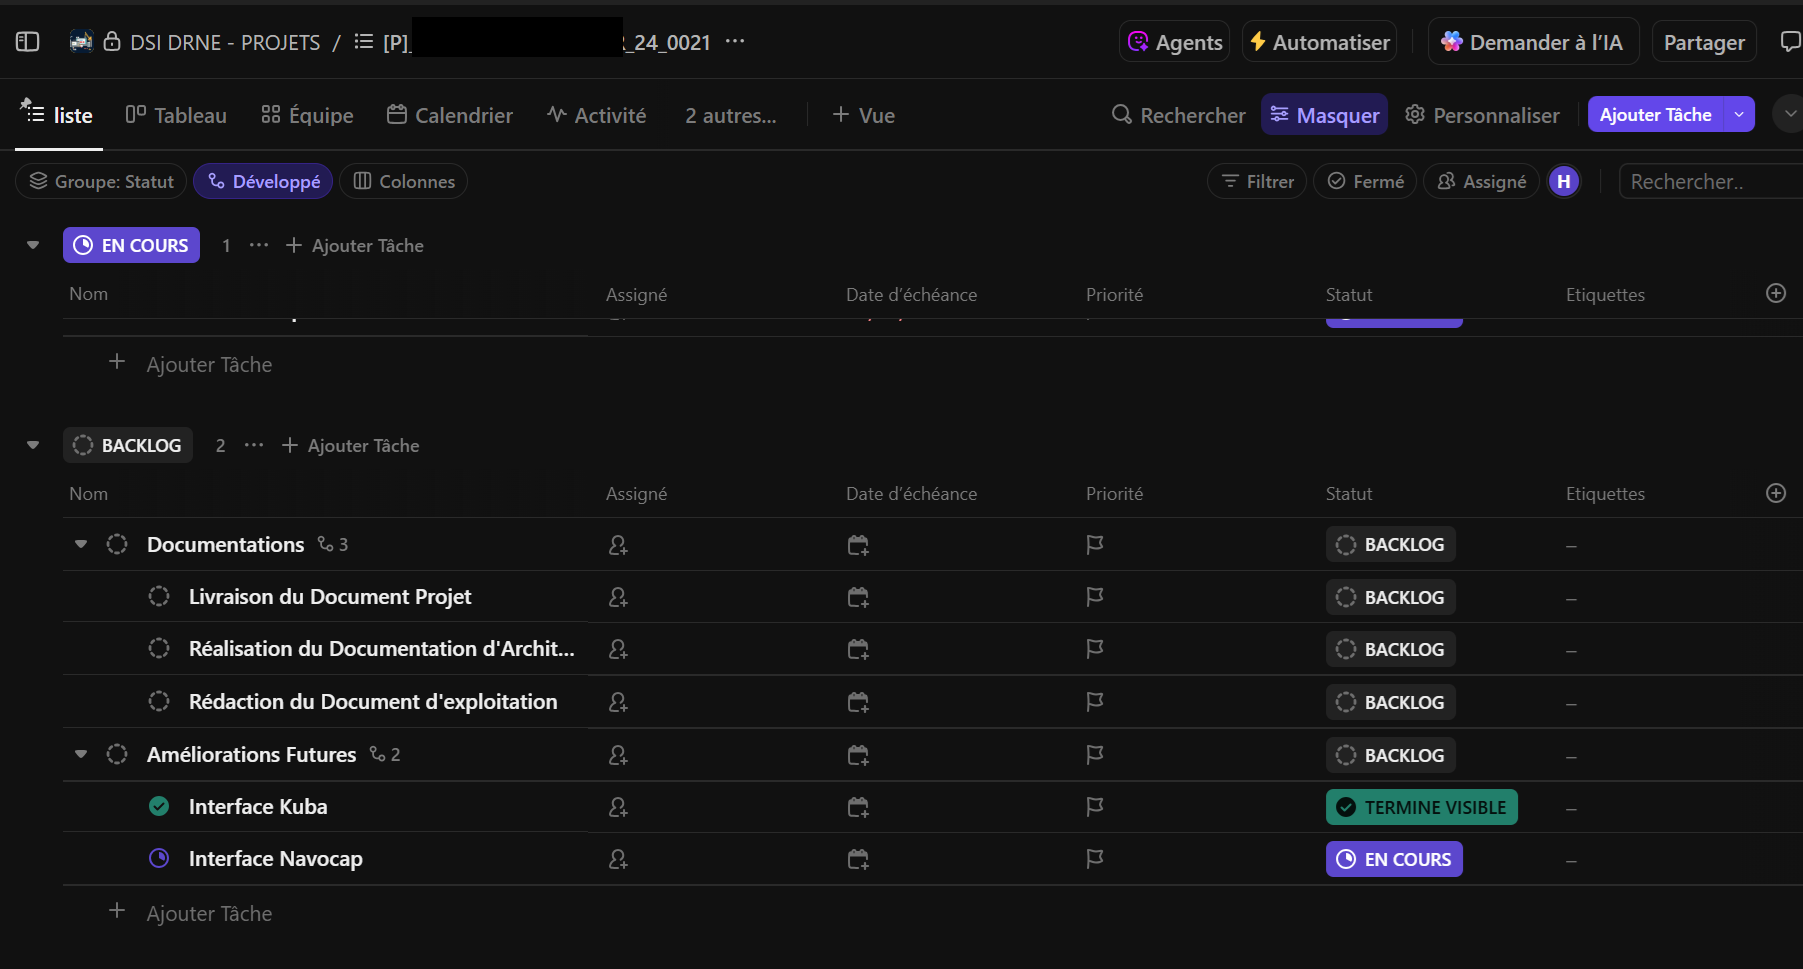 DSI DRNE - PROJETS / [P]_ _24_0021 ...
Agents Automatiser Demander à l’IA Partager
liste Tableau Équipe Calendrier Activité 2 autres... + Vue Rechercher Masquer Personnaliser Ajouter Tâche
Groupe: Statut Développé Colonnes Filtrer Fermé Assigné H Rechercher..
EN COURS 1 ... + Ajouter Tâche
Nom Assigné Date d’échéance Priorité Statut Etiquettes
+ Ajouter Tâche
BACKLOG 2 ... + Ajouter Tâche
Nom Assigné Date d’échéance Priorité Statut Etiquettes
Documentations 3 BACKLOG –
Livraison du Document Projet BACKLOG –
Réalisation du Documentation d'Archit... BACKLOG –
Rédaction du Document d'exploitation BACKLOG –
Améliorations Futures 2 BACKLOG –
Interface Kuba TERMINE VISIBLE –
Interface Navocap EN COURS –
+ Ajouter Tâche